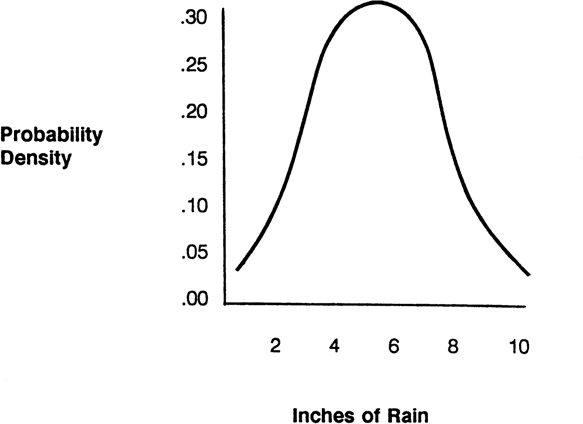 .30
.25
.20
Probability
Density
.15
.10
.05
.00
2 4 6 8 10
Inches of Rain